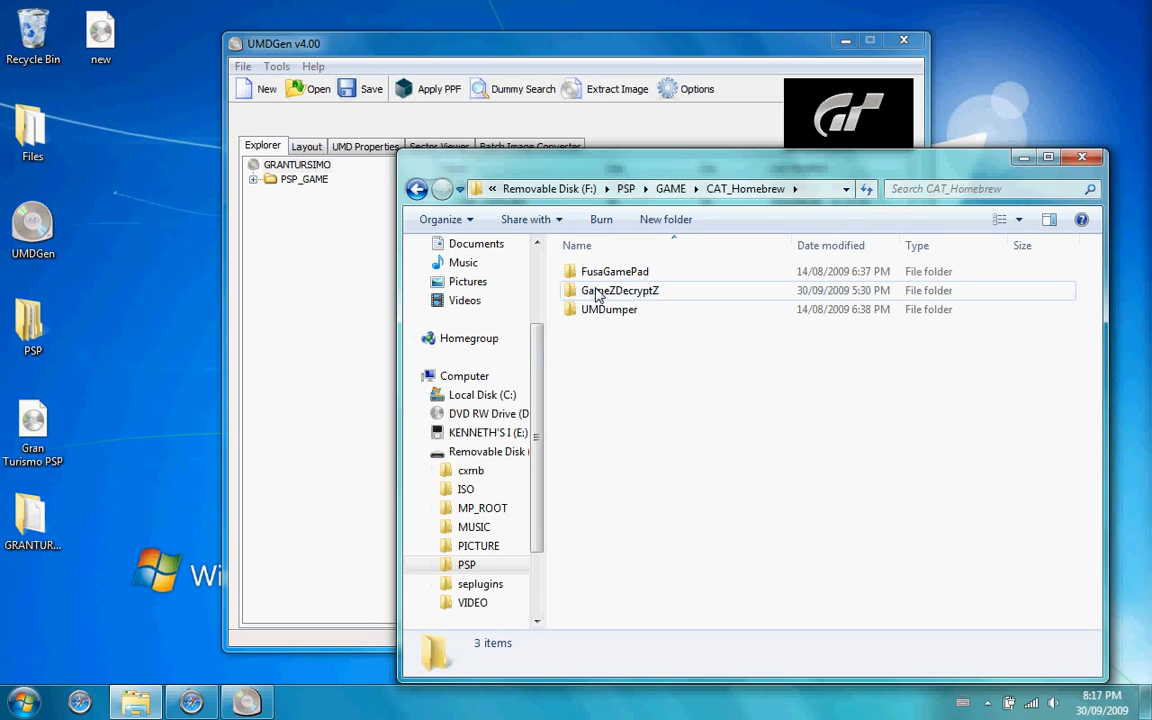 Recycle Bin
new
Files
UMDGen
PSP
Gran
Turismo PSP
GRANTUR...
UMDGen v4.00
File Tools Help
New Open Save Apply PPF Dummy Search Extract Image Options
Explorer Layout UMD Properties Sector Viewer Batch Image Converter
GRANTURSIMO
PSP_GAME
« Removable Disk (F:) PSP GAME CAT_Homebrew
Search CAT_Homebrew
Organize Share with Burn New folder
Documents
Music
Pictures
Videos
Homegroup
Computer
Local Disk (C:)
DVD RW Drive (D
KENNETH'S I (E:)
Removable Disk (
cxmb
ISO
MP_ROOT
MUSIC
PICTURE
PSP
seplugins
VIDEO
Name Date modified Type Size
FusaGamePad 14/08/2009 6:37 PM File folder
GameZDecryptZ 30/09/2009 5:30 PM File folder
UMDumper 14/08/2009 6:38 PM File folder
3 items
Wi
8:17 PM
30/09/2009